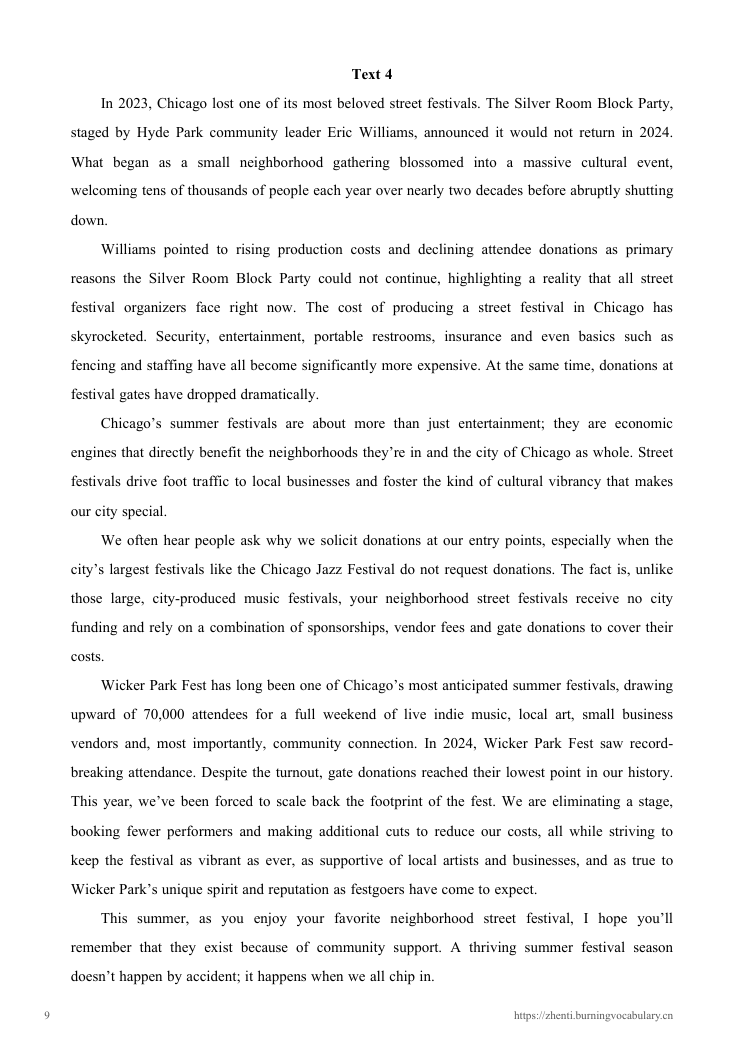 Text 4
In 2023, Chicago lost one of its most beloved street festivals. The Silver Room Block Party,
staged by Hyde Park community leader Eric Williams, announced it would not return in 2024.
What began as a small neighborhood gathering blossomed into a massive cultural event,
welcoming tens of thousands of people each year over nearly two decades before abruptly shutting
down.
Williams pointed to rising production costs and declining attendee donations as primary
reasons the Silver Room Block Party could not continue, highlighting a reality that all street
festival organizers face right now. The cost of producing a street festival in Chicago has
skyrocketed. Security, entertainment, portable restrooms, insurance and even basics such as
fencing and staffing have all become significantly more expensive. At the same time, donations at
festival gates have dropped dramatically.
Chicago's summer festivals are about more than just entertainment; they are economic
engines that directly benefit the neighborhoods they're in and the city of Chicago as whole. Street
festivals drive foot traffic to local businesses and foster the kind of cultural vibrancy that makes
our city special.
We often hear people ask why we solicit donations at our entry points, especially when the
city's largest festivals like the Chicago Jazz Festival do not request donations. The fact is, unlike
those large, city-produced music festivals, your neighborhood street festivals receive no city
funding and rely on a combination of sponsorships, vendor fees and gate donations to cover their
costs.
Wicker Park Fest has long been one of Chicago's most anticipated summer festivals, drawing
upward of 70,000 attendees for a full weekend of live indie music, local art, small business
vendors and, most importantly, community connection. In 2024, Wicker Park Fest saw record-
breaking attendance. Despite the turnout, gate donations reached their lowest point in our history.
This year, we've been forced to scale back the footprint of the fest. We are eliminating a stage,
booking fewer performers and making additional cuts to reduce our costs, all while striving to
keep the festival as vibrant as ever, as supportive of local artists and businesses, and as true to
Wicker Park's unique spirit and reputation as festgoers have come to expect.
This summer, as you enjoy your favorite neighborhood street festival, I hope you'll
remember that they exist because of community support. A thriving summer festival season
doesn't happen by accident; it happens when we all chip in.
9
https://zhenti.burningvocabulary.cn